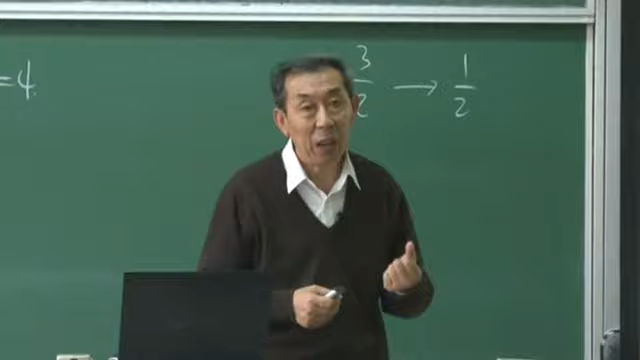 =4.
3/2 → 1/2